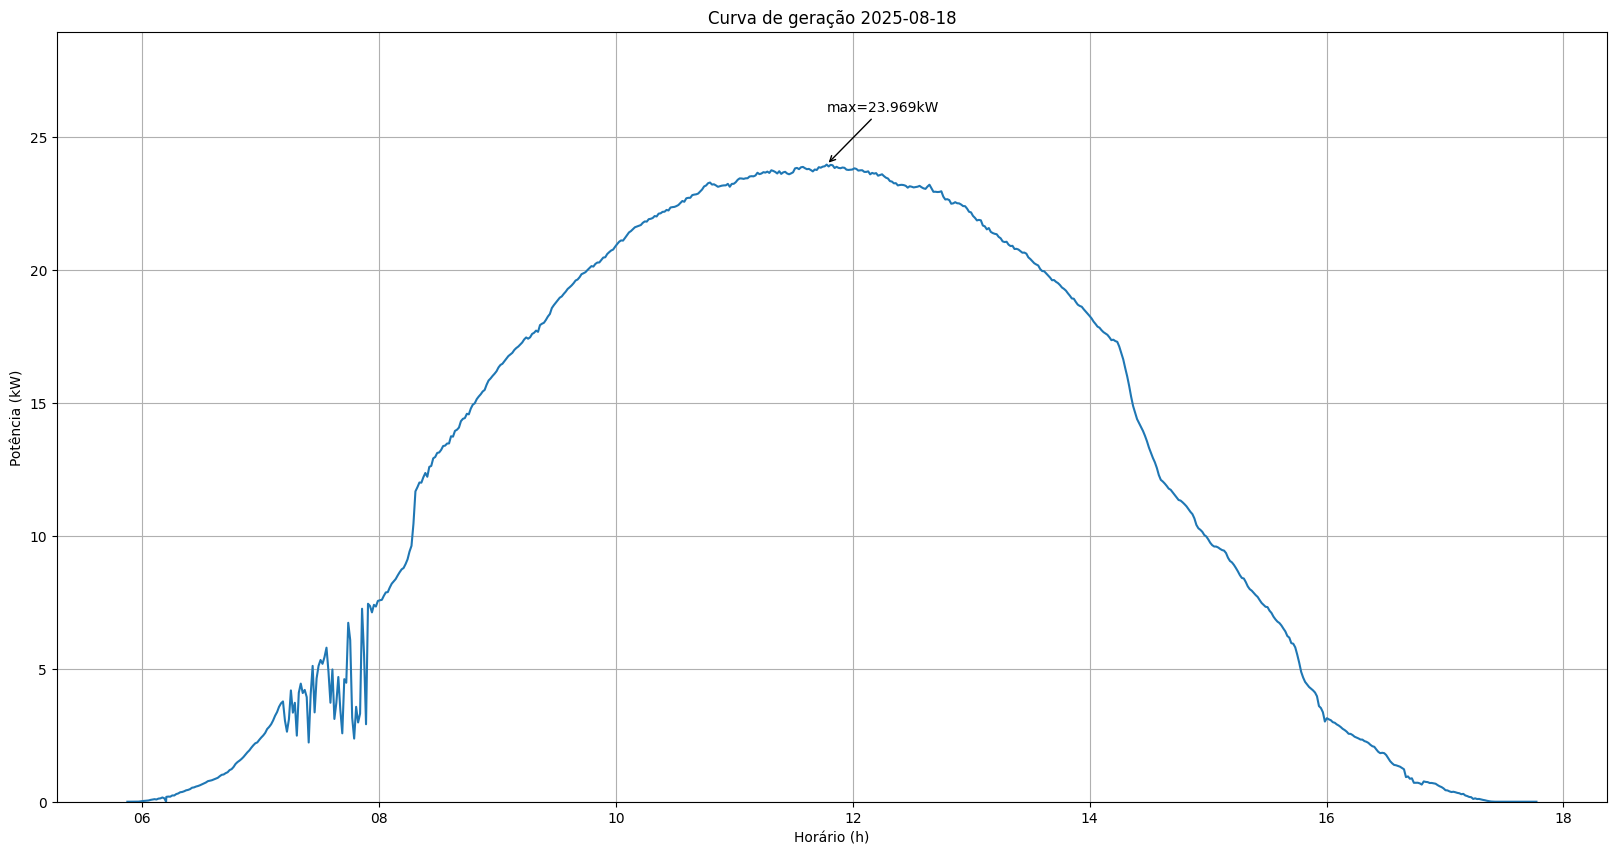 Curva de geração 2025-08-18
max=23.969kW
25
20
15
10
5
0
Potência (kW)
06 08 10 12 14 16 18
Horário (h)